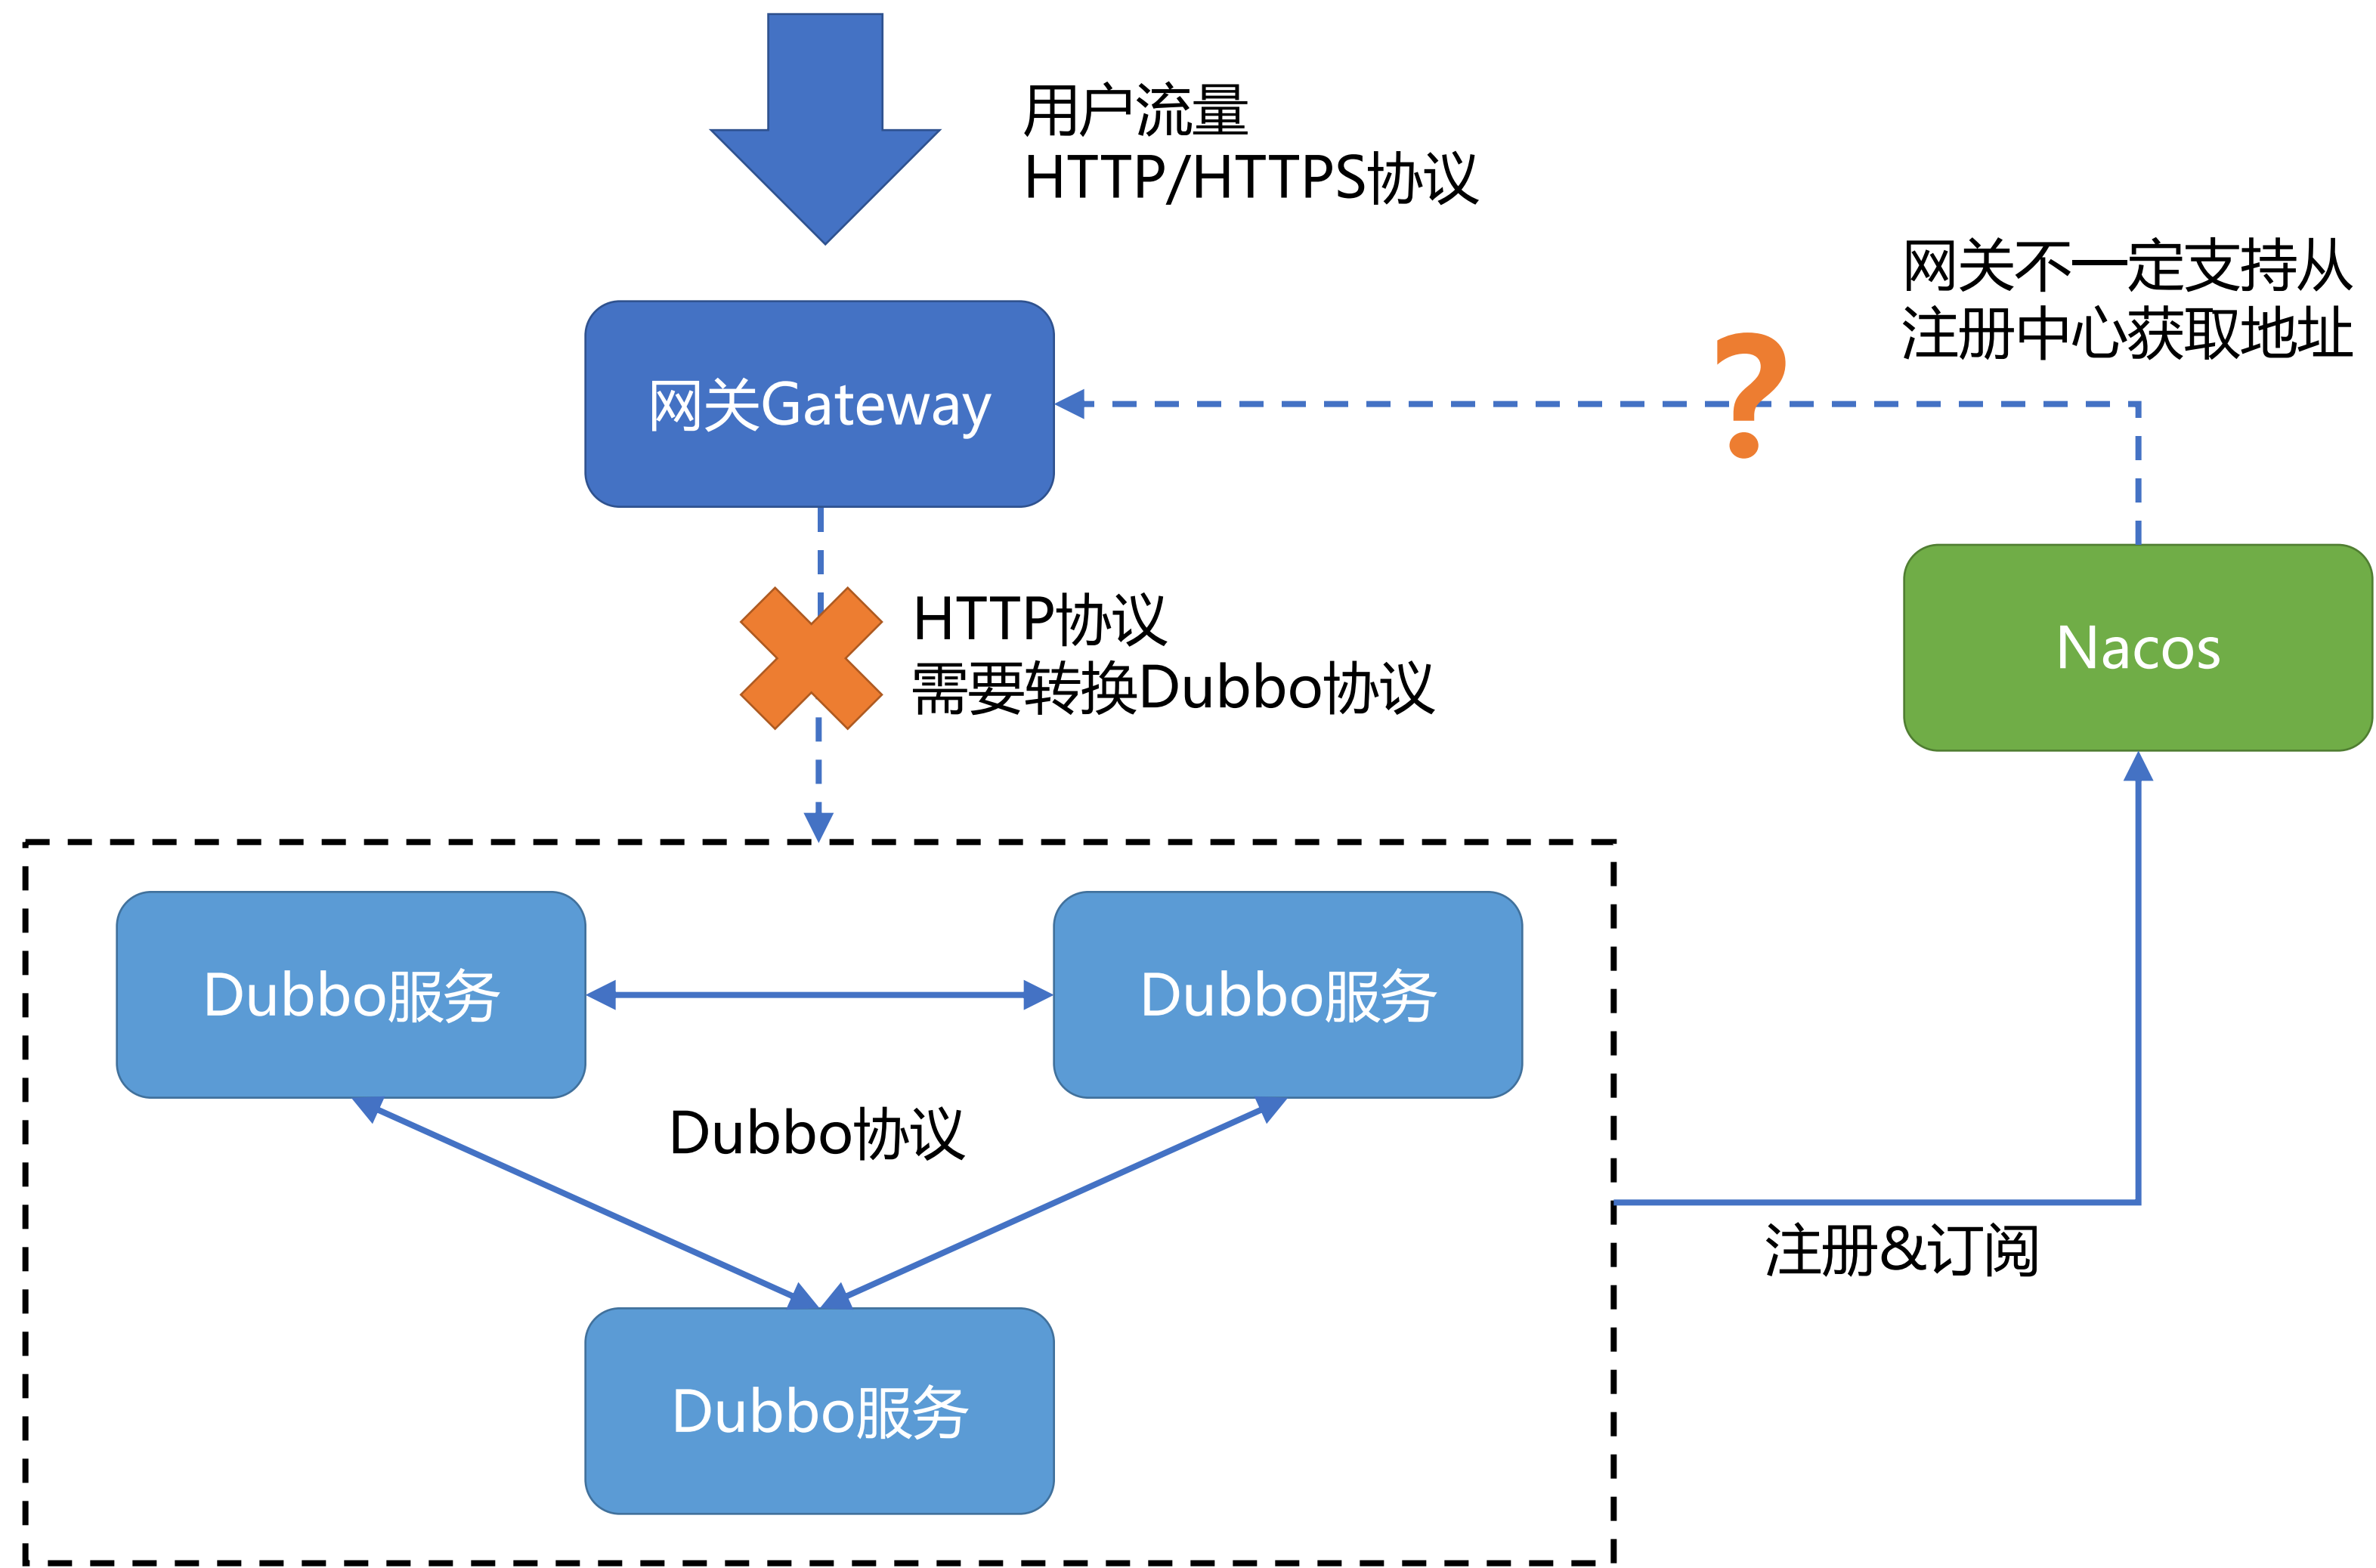 用户流量
HTTP/HTTPS协议
网关不一定支持从
注册中心获取地址
?
网关Gateway
HTTP协议
需要转换Dubbo协议
Nacos
Dubbo服务
Dubbo服务
Dubbo协议
注册&订阅
Dubbo服务